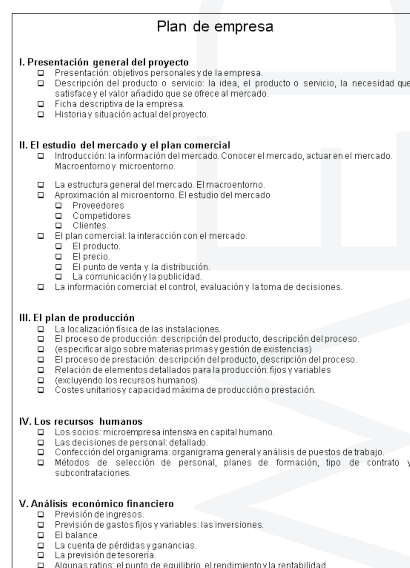 Plan de empresa
I. Presentación general del proyecto
Presentación: objetivos personales y de la empresa.
Descripción del producto o servicio: la idea, el producto o servicio, la necesidad que
satisface y el valor añadido que se ofrece al mercado.
Ficha descriptiva de la empresa.
Historia y situación actual del proyecto.
II. El estudio del mercado y el plan comercial
Introducción: la información del mercado. Conocer el mercado, actuar en el mercado.
Macroentorno y microentorno.
La estructura general del mercado. El macroentorno.
Aproximación al microentorno. El estudio del mercado
Proveedores
Competidores
Clientes.
El plan comercial: la interacción con el mercado.
El producto.
El precio.
El punto de venta y la distribución.
La comunicación y la publicidad.
La información comercial: el control, evaluación y la toma de decisiones.
III. El plan de producción
La localización física de las instalaciones.
El proceso de producción: descripción del producto, descripción del proceso.
(especificar algo sobre materias primas y gestión de existencias)
El proceso de prestación: descripción del producto, descripción del proceso.
Relación de elementos detallados para la producción: fijos y variables
(excluyendo los recursos humanos).
Costes unitarios y capacidad máxima de producción o prestación.
IV. Los recursos humanos
Los socios: microempresa intensiva en capital humano.
Las decisiones de personal: detallado.
Confección del organigrama: organigrama general y análisis de puestos de trabajo.
Métodos de selección de personal, planes de formación, tipo de contrato y
subcontrataciones.
V. Análisis económico financiero
Previsión de ingresos.
Previsión de gastos fijos y variables: las inversiones.
El balance.
La cuenta de pérdidas y ganancias.
La previsión de tesorería.
Algunas ratios: el punto de equilibrio, el rendimiento y la rentabilidad.